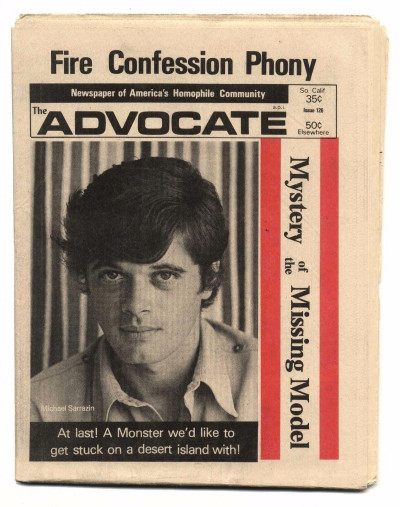 Fire Confession Phony
Newspaper of America's Homophile Community
So. Calif
35¢
Issue 126
50¢
Elsewhere
The
ADVOCATE
Mystery of the Missing Model
Michael Sarrazin
At last! A Monster we'd like to
get stuck on a desert island with!